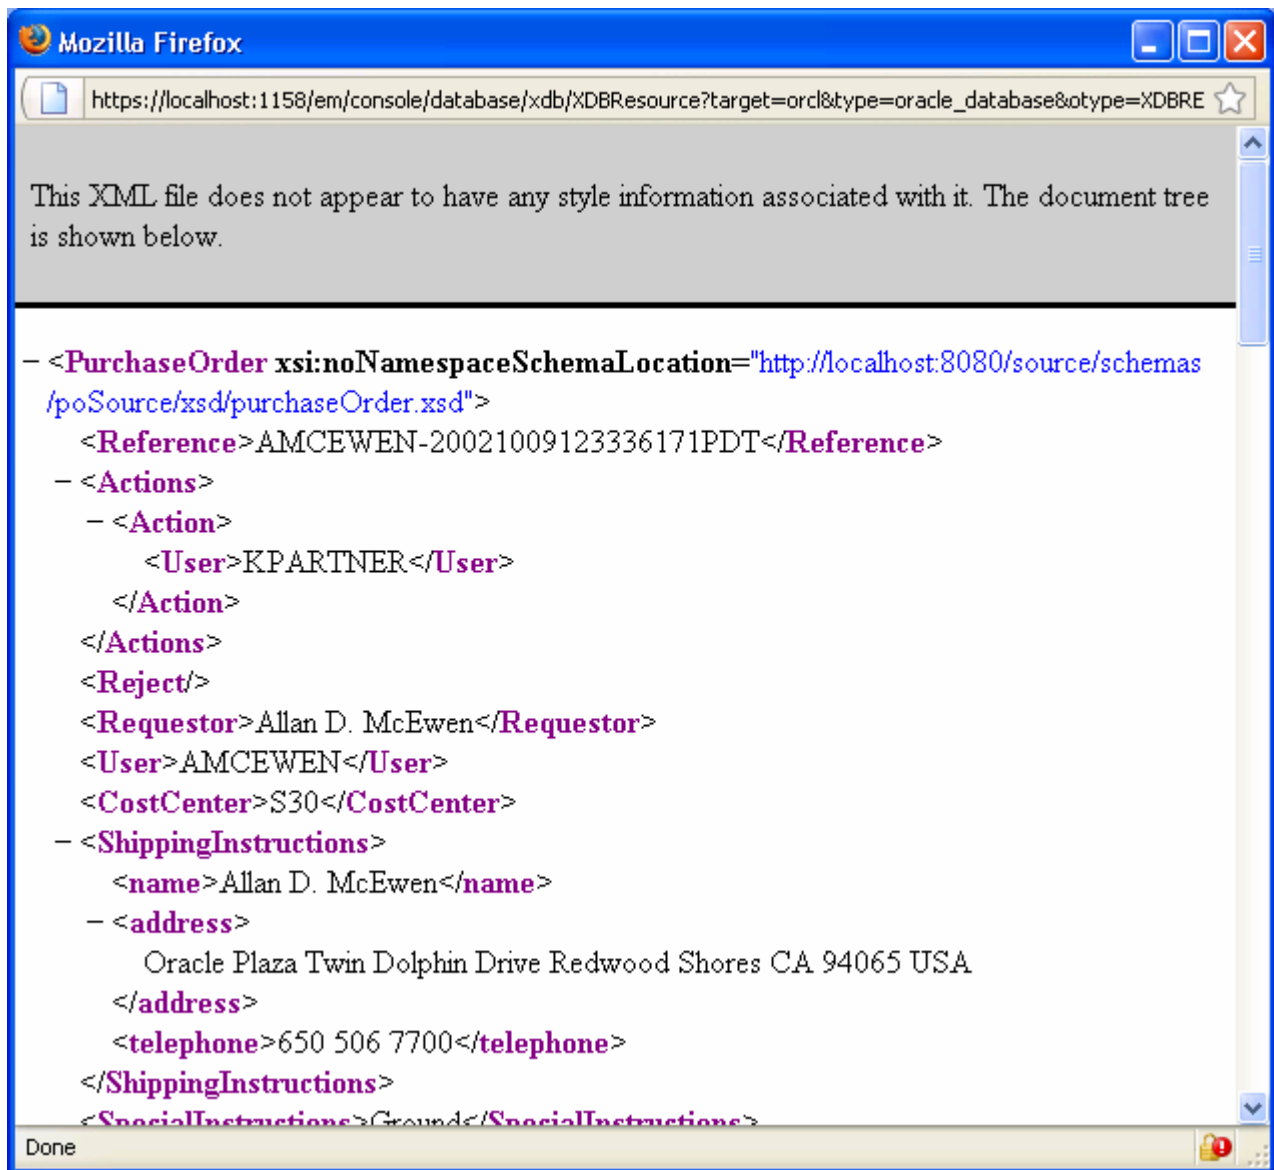 Mozilla Firefox
https://localhost:1158/em/console/database/xdb/XDBResource?target=orcl&type=oracle_database&otype=XDBRE
This XML file does not appear to have any style information associated with it. The document tree
is shown below.
− <PurchaseOrder xsi:noNamespaceSchemaLocation="http://localhost:8080/source/schemas
/poSource/xsd/purchaseOrder.xsd">
<Reference>AMCEWEN-20021009123336171PDT</Reference>
− <Actions>
− <Action>
<User>KPARTNER</User>
</Action>
</Actions>
<Reject/>
<Requestor>Allan D. McEwen</Requestor>
<User>AMCEWEN</User>
<CostCenter>S30</CostCenter>
− <ShippingInstructions>
<name>Allan D. McEwen</name>
− <address>
Oracle Plaza Twin Dolphin Drive Redwood Shores CA 94065 USA
</address>
<telephone>650 506 7700</telephone>
</ShippingInstructions>
<SpecialInstructions>Ground</SpecialInstructions>
Done